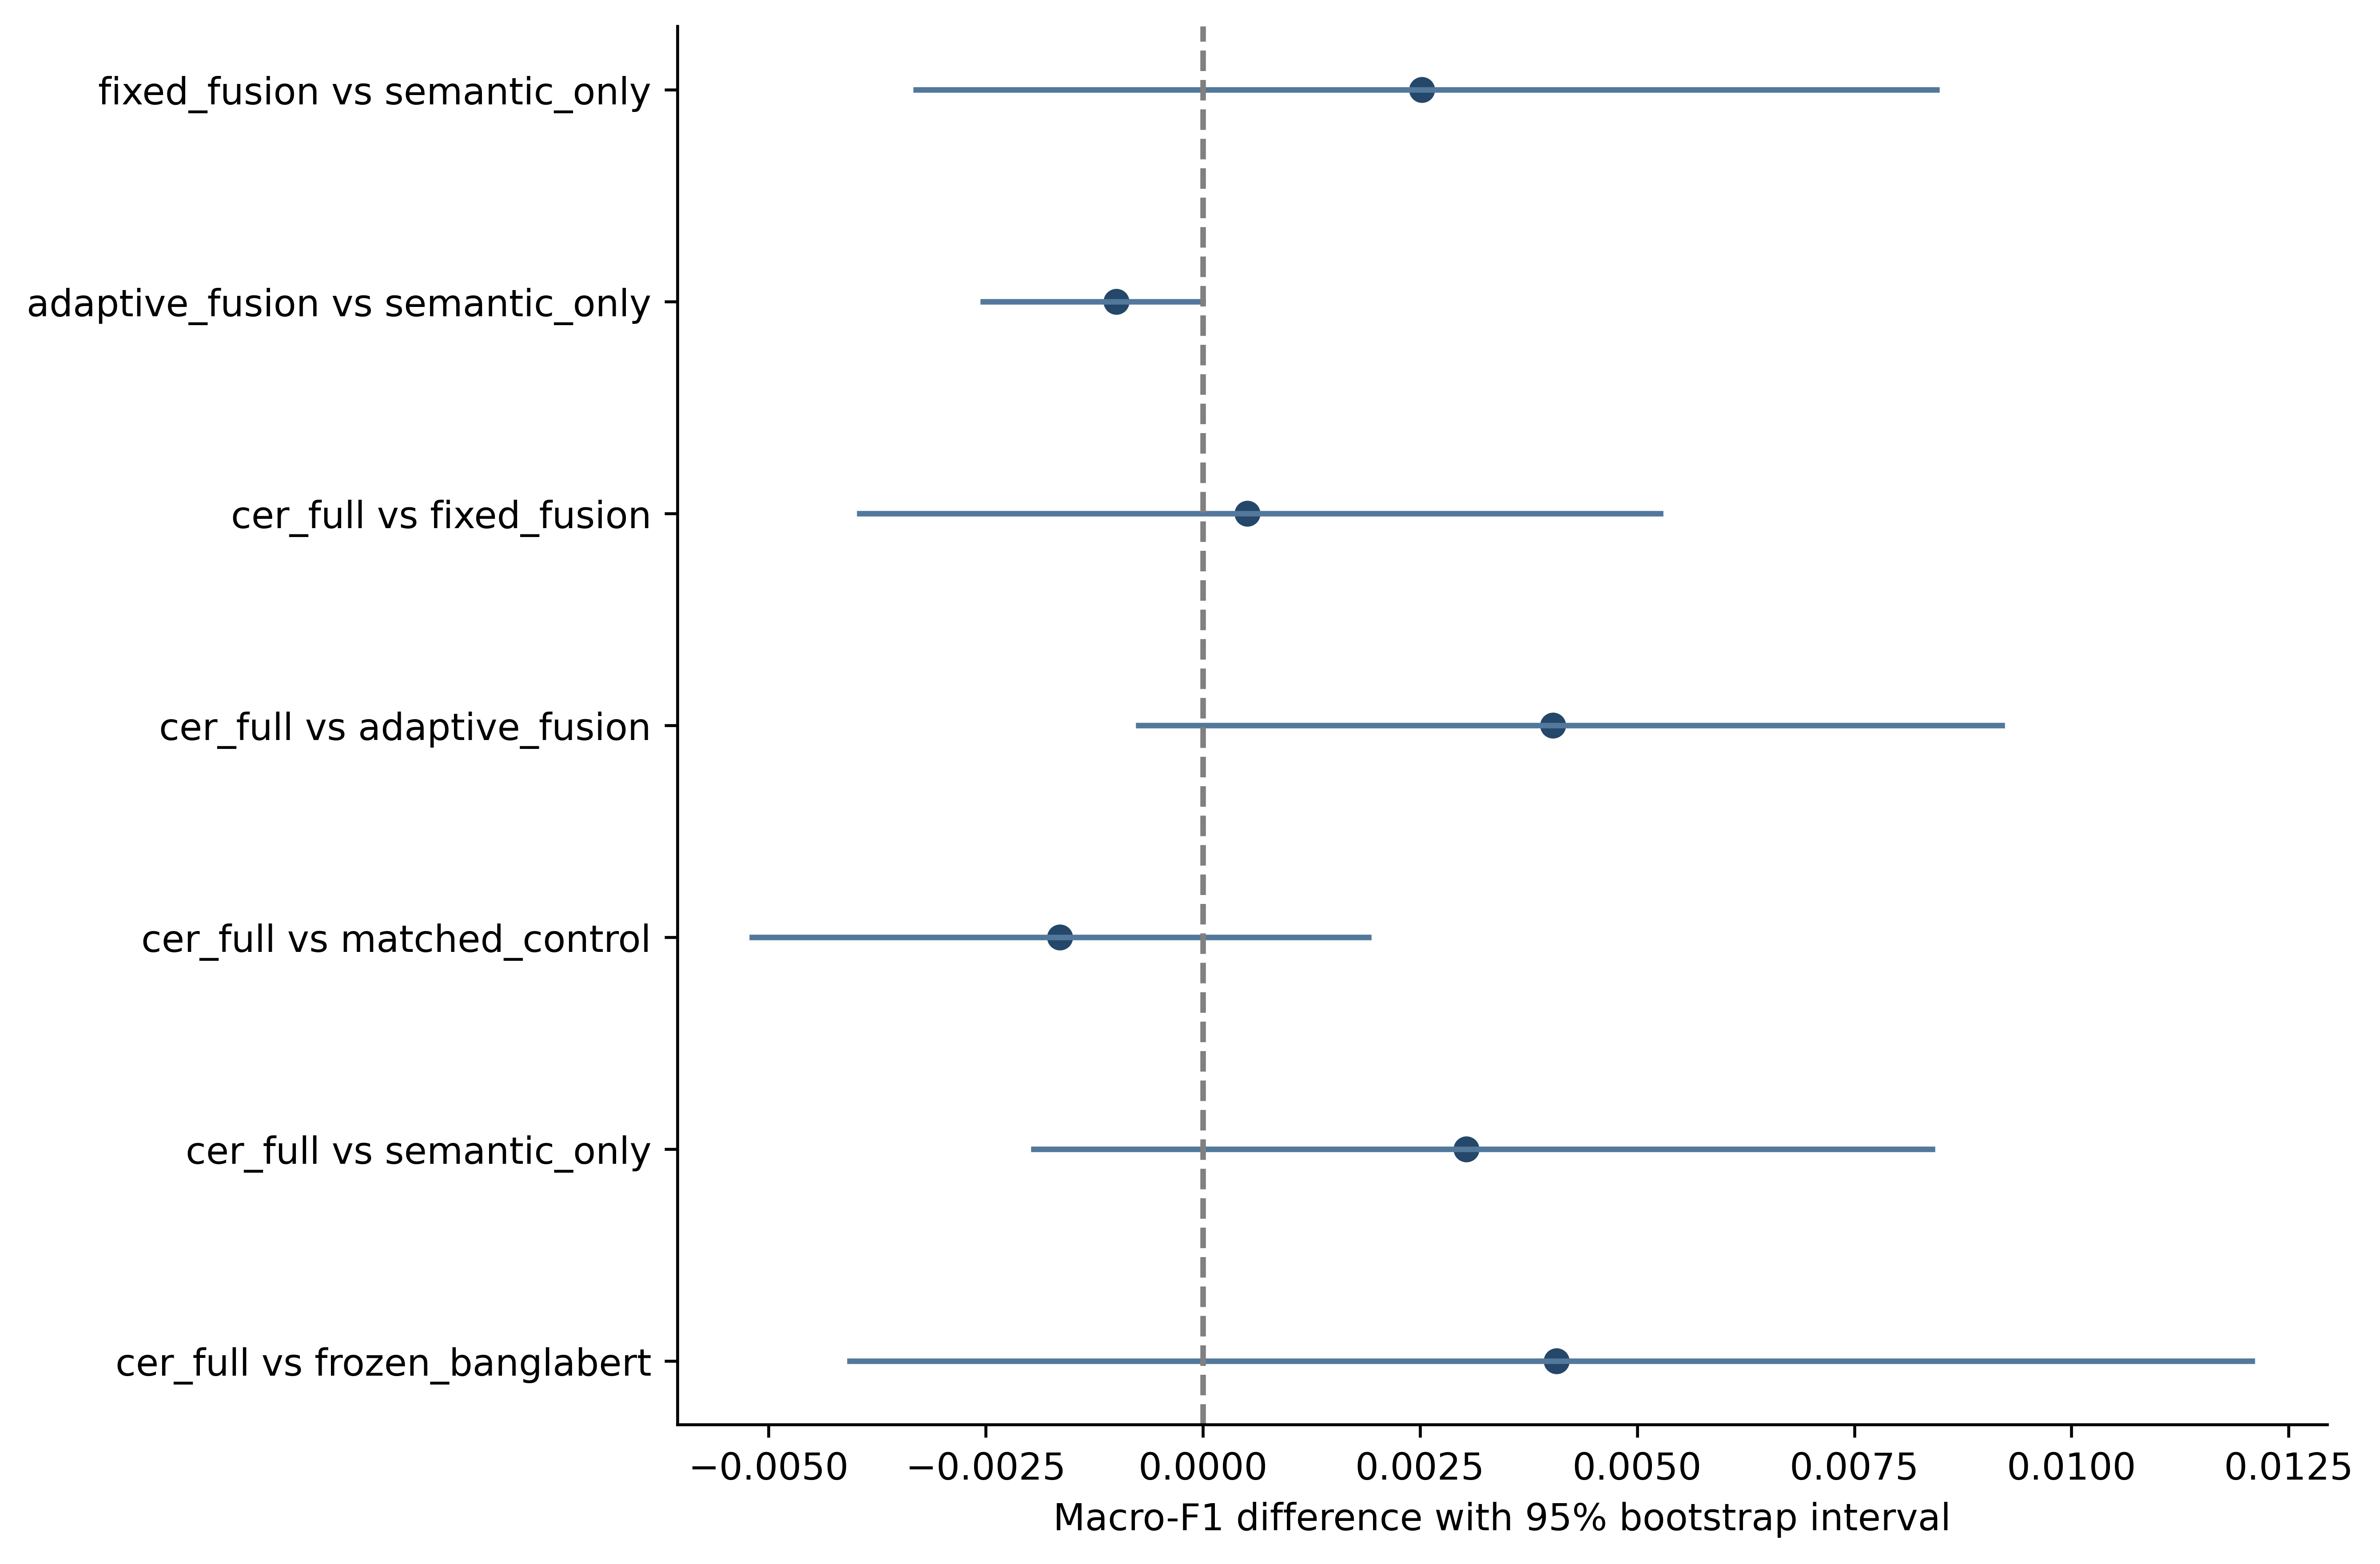 fixed_fusion vs semantic_only
adaptive_fusion vs semantic_only
cer_full vs fixed_fusion
cer_full vs adaptive_fusion
cer_full vs matched_control
cer_full vs semantic_only
cer_full vs frozen_banglabert
−0.0050 −0.0025 0.0000 0.0025 0.0050 0.0075 0.0100 0.0125
Macro-F1 difference with 95% bootstrap interval